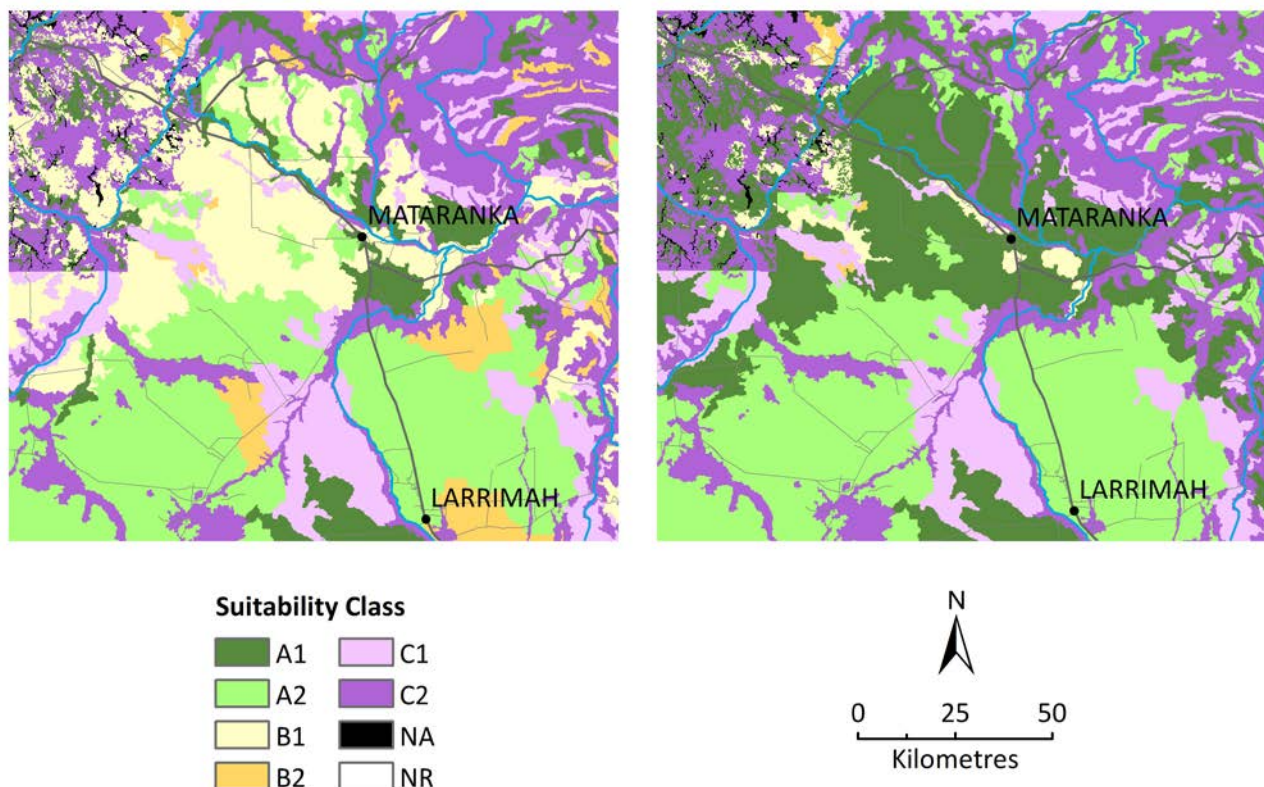 MATARANKA
LARRIMAH
MATARANKA
LARRIMAH
Suitability Class
A1
C1
A2
C2
B1
NA
B2
NR
N
0 25 50
Kilometres